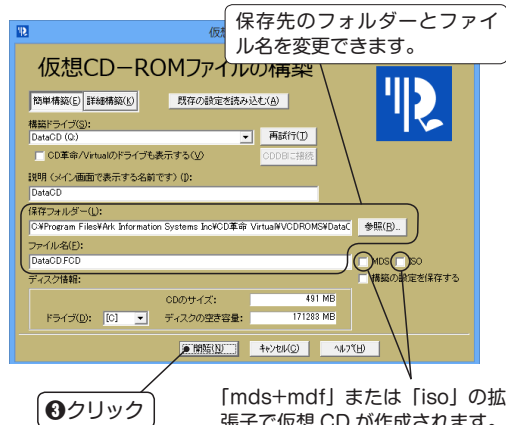 保存先のフォルダーとファイ
ル名を変更できます。
仮想CD-ROMファイルの構築
簡単構築(E) 詳細構築(K) 既存の設定を読み込む(A)
構築ドライブ(S):
DataCD (Q:) 再試行(T)
CD革命/Virtualのドライブも表示する(V) CDDBに接続
説明 (メイン画面で表示する名前です) (I):
DataCD
保存フォルダー(L):
C:¥Program Files¥Ark Information Systems Inc¥CD革命 Virtual¥VCDROMS¥DataC 参照(R)...
ファイル名(F):
DataCD.FCD MDS ISO
ディスク情報: 構築の設定を保存する
CDのサイズ: 491 MB
ドライブ(D): [C] ディスクの空き容量: 171283 MB
開始(N) キャンセル(C) ヘルプ(H)
❸クリック
「mds+mdf」または「iso」の拡
張子で仮想 CD が作成されます。